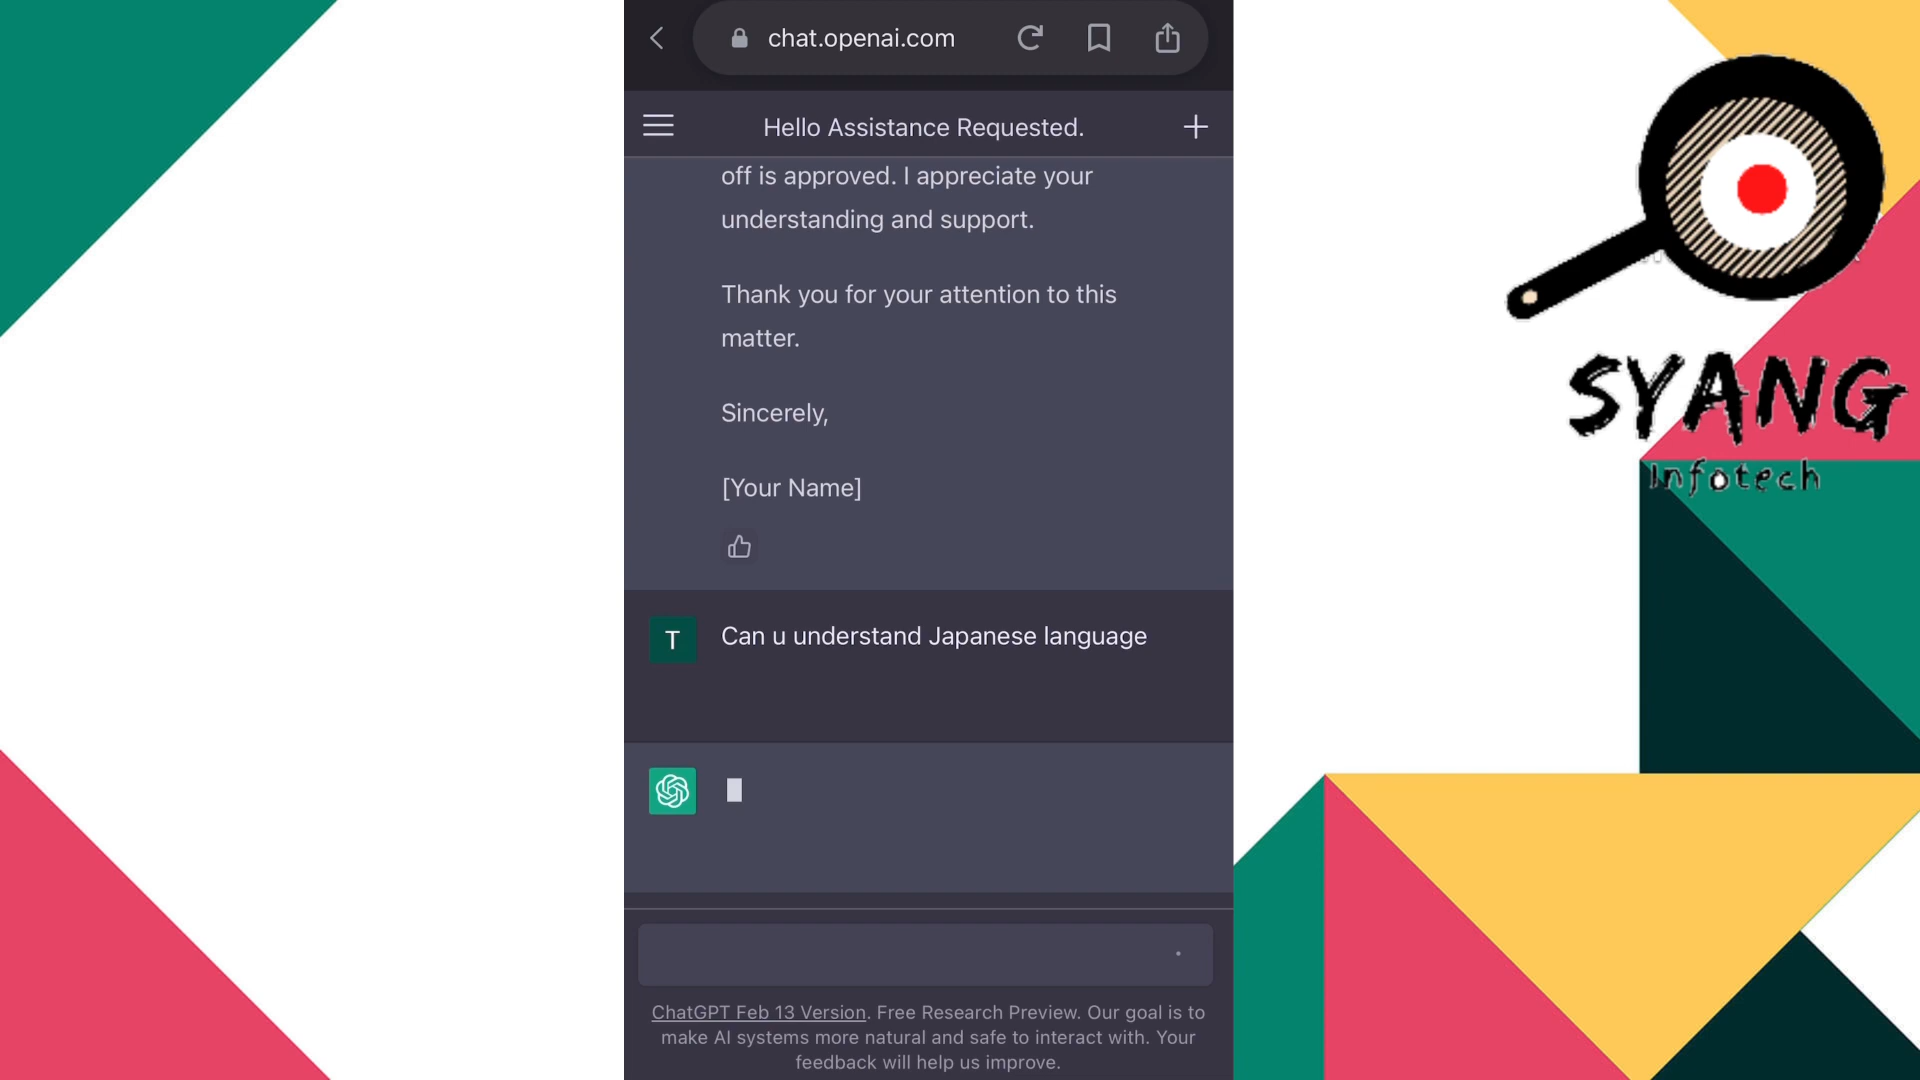 chat.openai.com
Hello Assistance Requested.
off is approved. I appreciate your
understanding and support.
Thank you for your attention to this
matter.
Sincerely,
[Your Name]
T
Can u understand Japanese language
ChatGPT Feb 13 Version. Free Research Preview. Our goal is to
make AI systems more natural and safe to interact with. Your
feedback will help us improve.
SYANG
Infotech